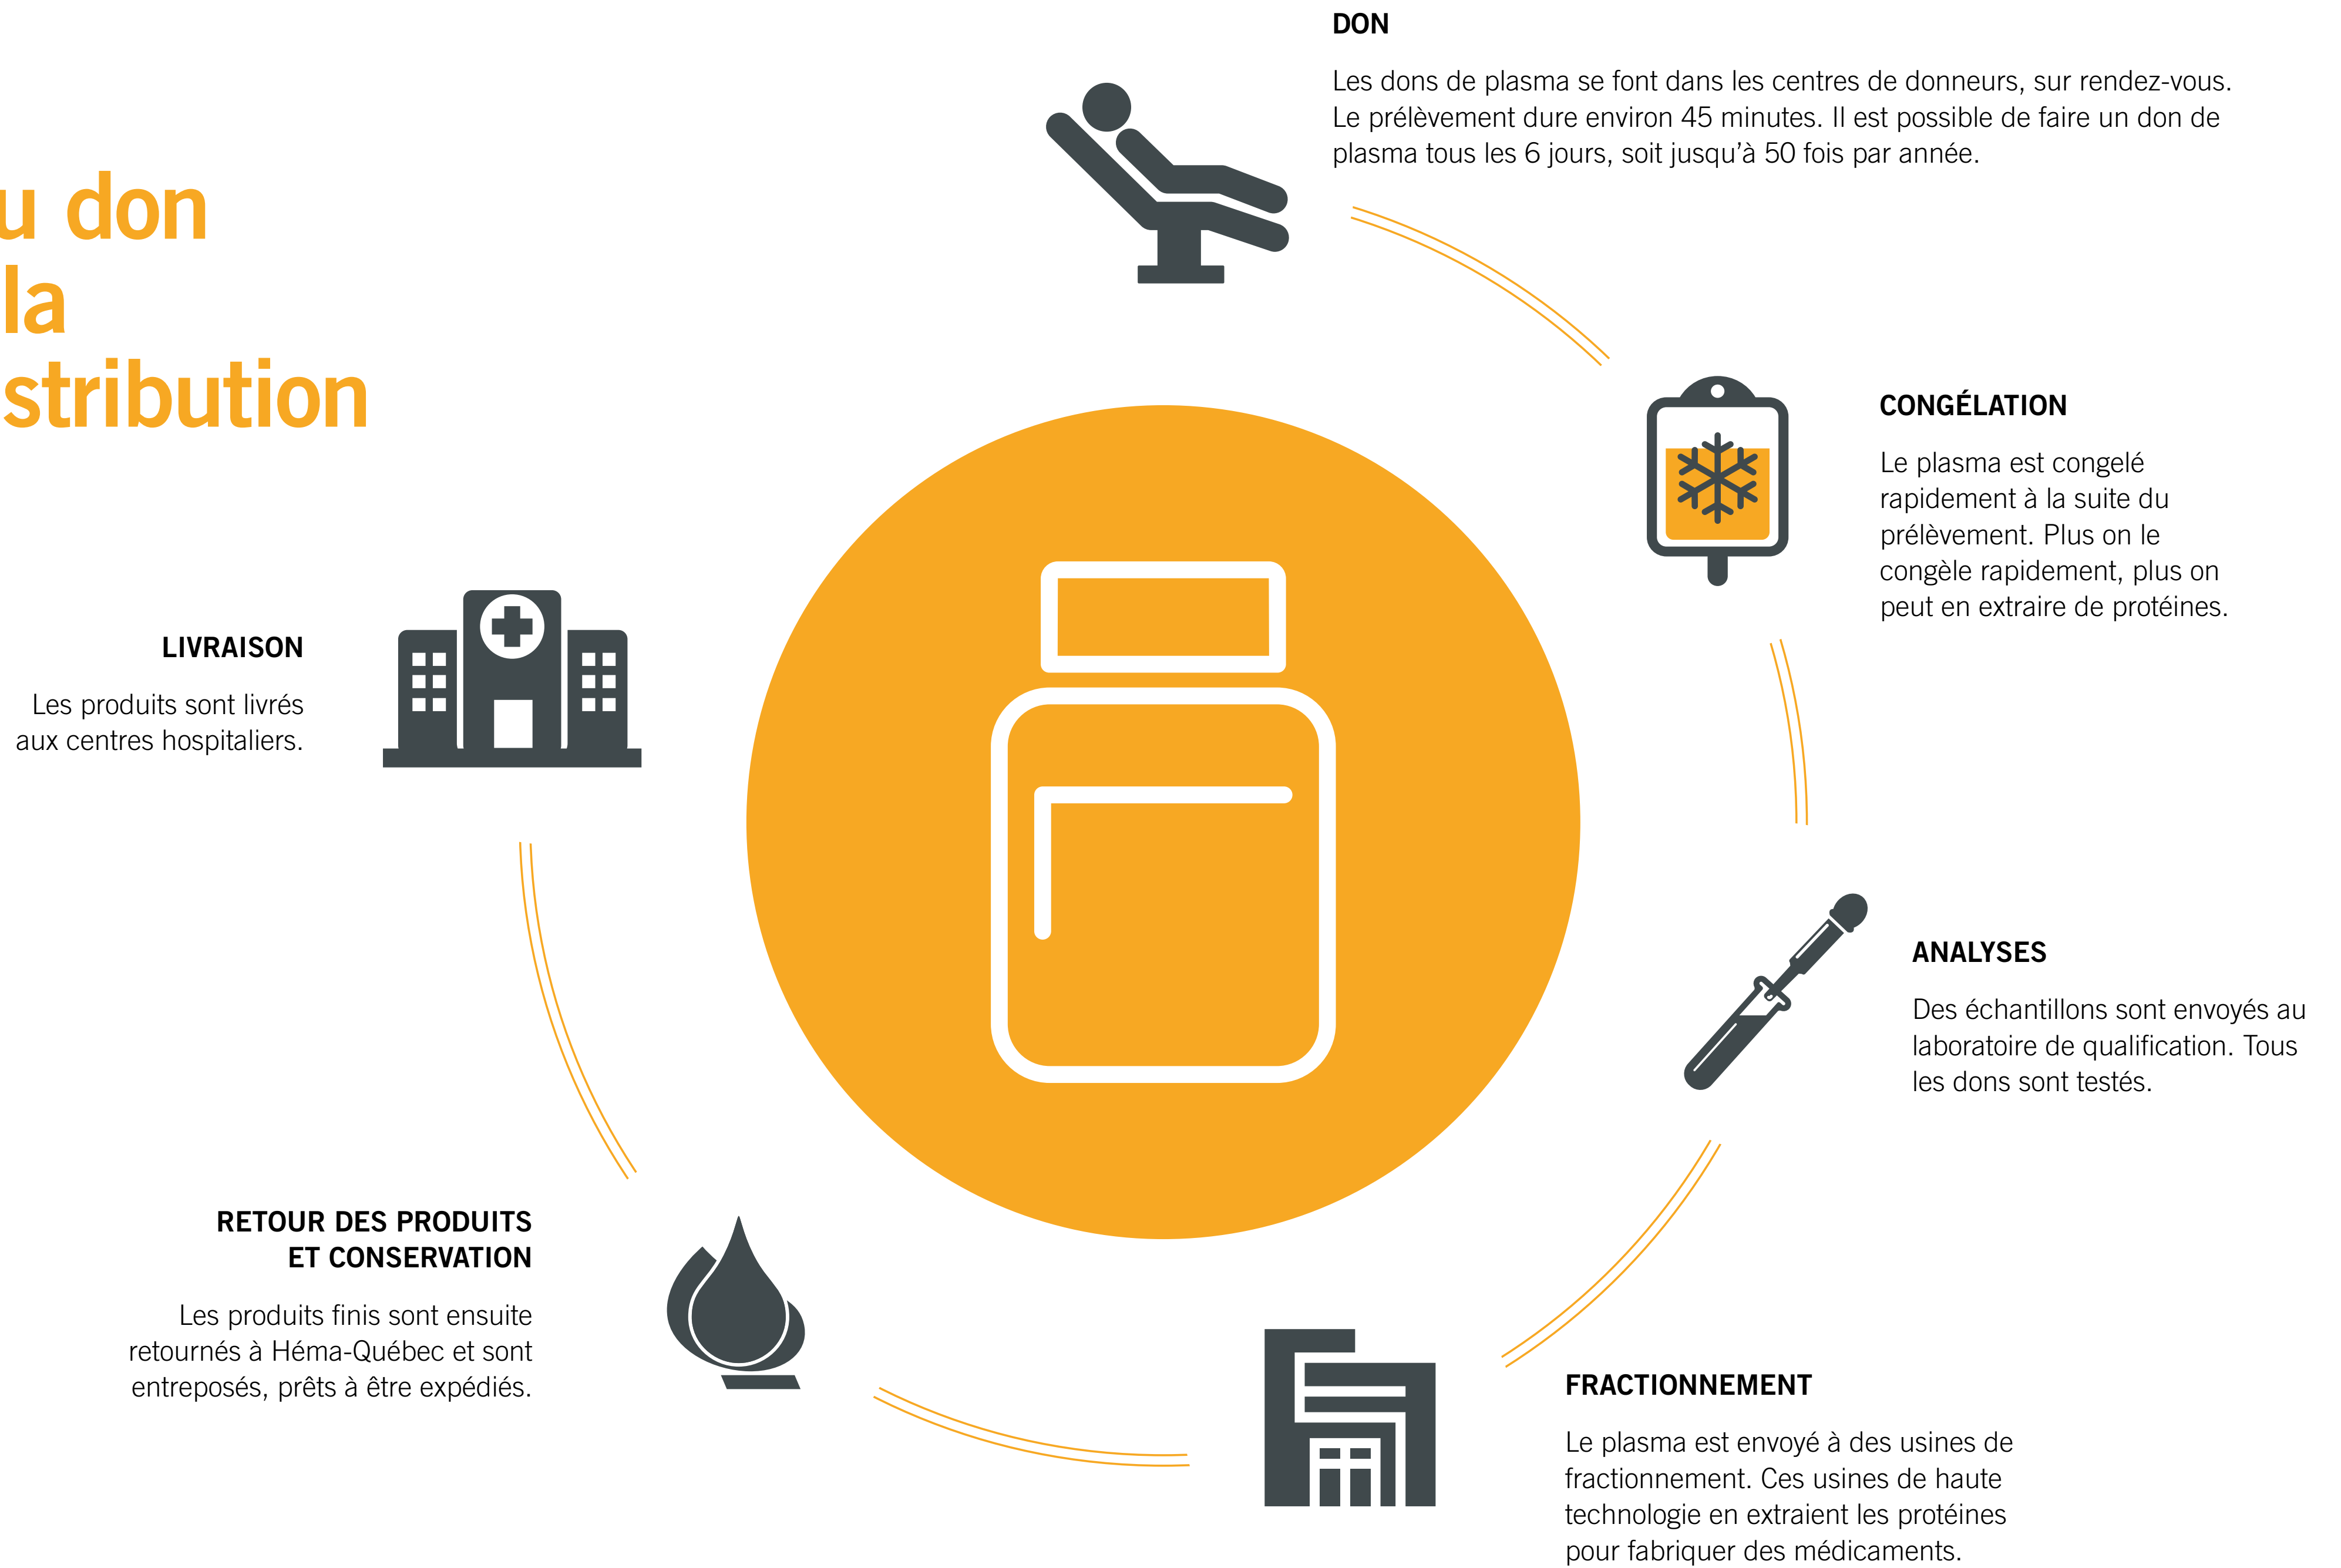 u don
la
stribution
DON
Les dons de plasma se font dans les centres de donneurs, sur rendez-vous.
Le prélèvement dure environ 45 minutes. Il est possible de faire un don de
plasma tous les 6 jours, soit jusqu’à 50 fois par année.
CONGÉLATION
Le plasma est congelé
rapidement à la suite du
prélèvement. Plus on le
congèle rapidement, plus on
peut en extraire de protéines.
ANALYSES
Des échantillons sont envoyés au
laboratoire de qualification. Tous
les dons sont testés.
FRACTIONNEMENT
Le plasma est envoyé à des usines de
fractionnement. Ces usines de haute
technologie en extraient les protéines
pour fabriquer des médicaments.
RETOUR DES PRODUITS
ET CONSERVATION
Les produits finis sont ensuite
retournés à Héma-Québec et sont
entreposés, prêts à être expédiés.
LIVRAISON
Les produits sont livrés
aux centres hospitaliers.